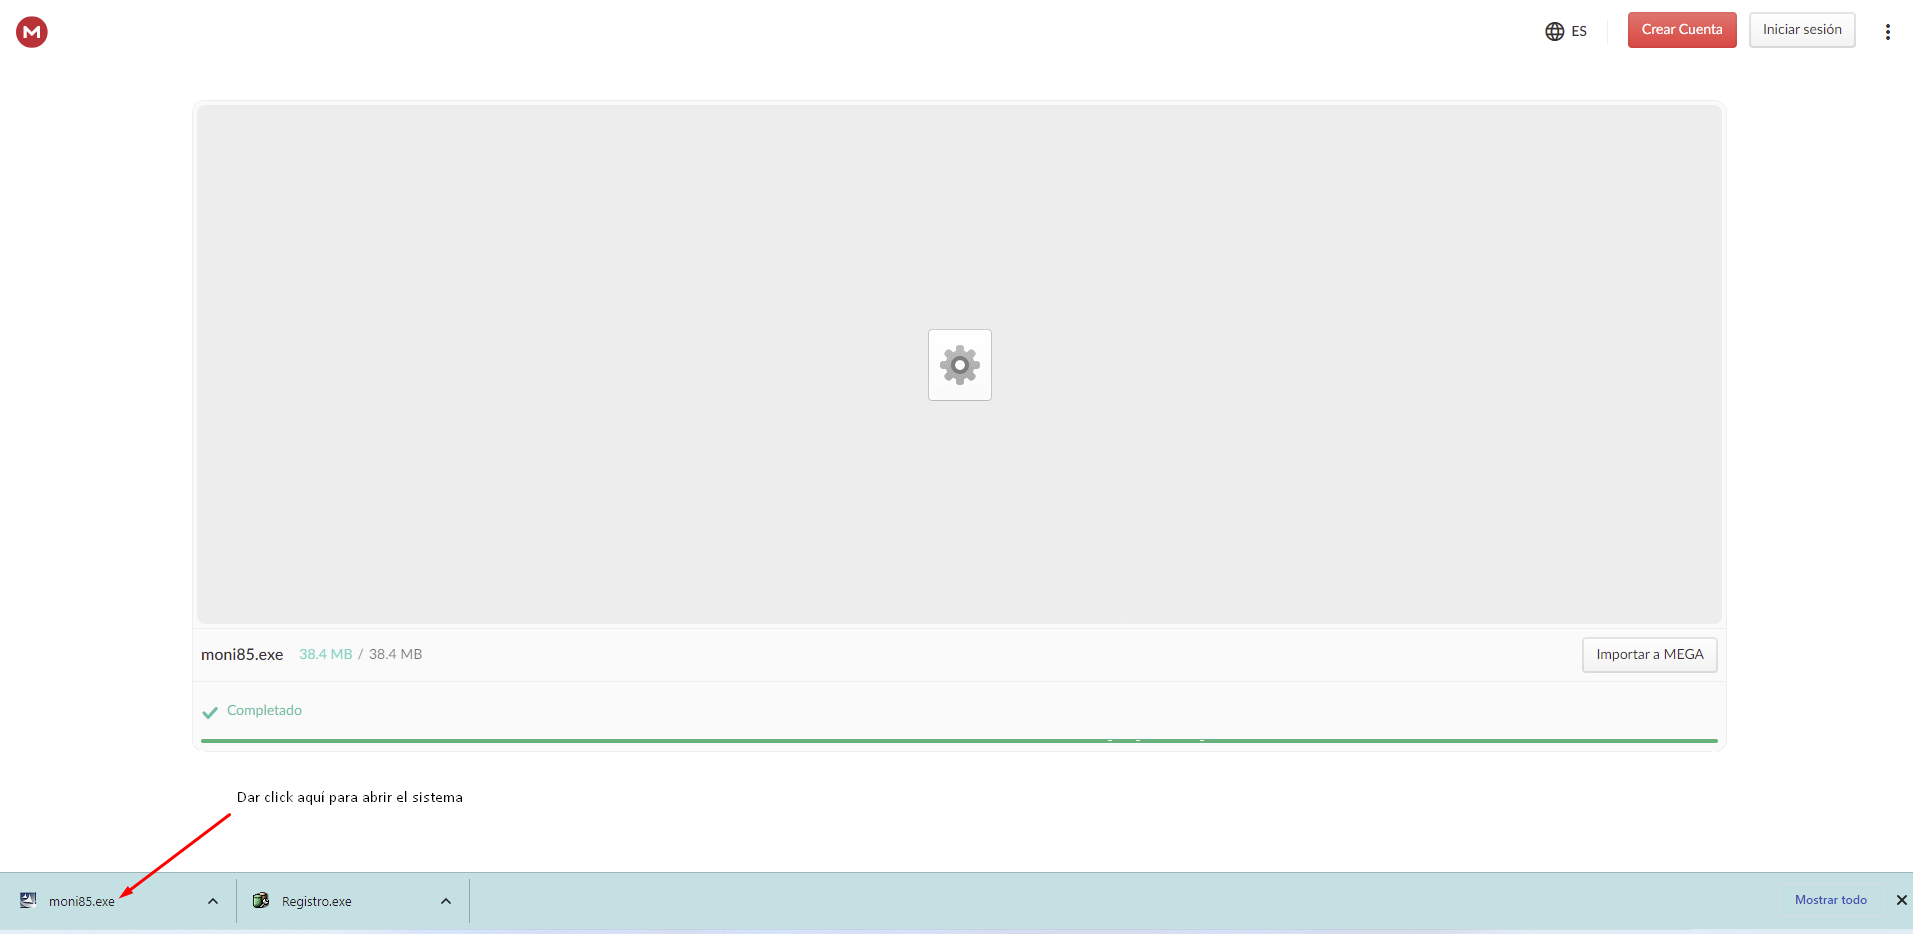 M
ES
Crear Cuenta
Iniciar sesión
moni85.exe 38.4 MB / 38.4 MB
Importar a MEGA
Completado
Dar click aquí para abrir el sistema
moni85.exe
Registro.exe
Mostrar todo